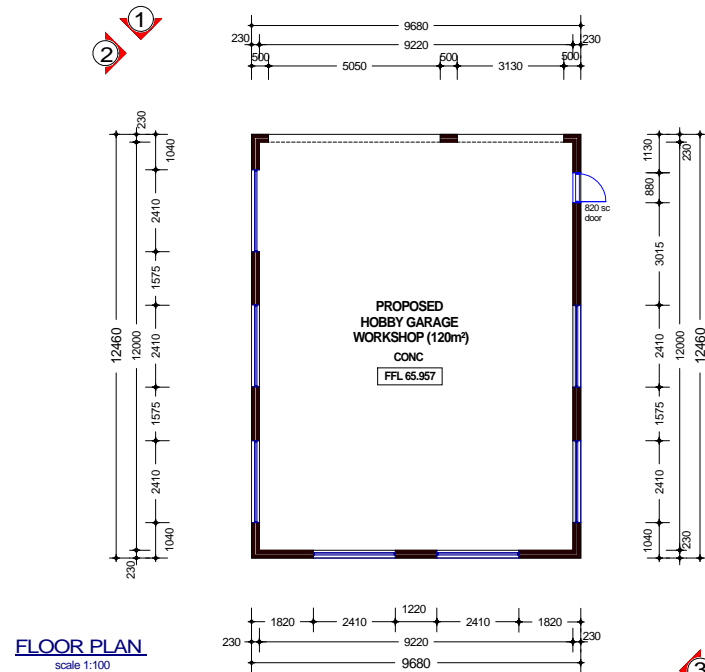 1
2
9680
230 9220 230
500 5050 500 3130 500
230
1040
2410
1575
2410
1575
2410
1040
230
12000
12460
1130
230
880
3015
2410
1575
2410
1040
230
12000
12460
820 sc
door
PROPOSED
HOBBY GARAGE
WORKSHOP (120m²)
CONC
FFL 65.957
1820 2410 1220 2410 1820
230 9220 230
9680
FLOOR PLAN
scale 1:100
3